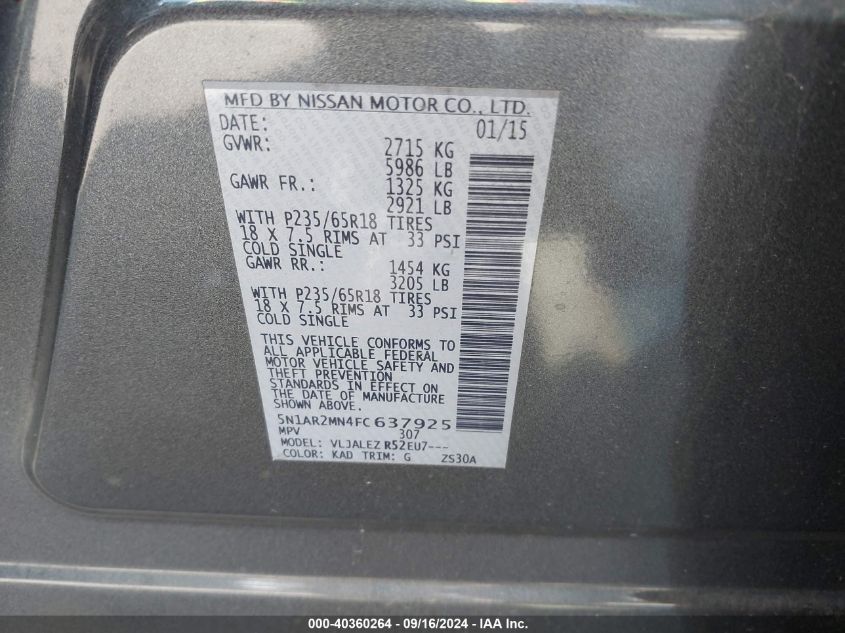 MFD BY NISSAN MOTOR CO., LTD.
DATE: 01/15
GVWR: 2715 KG
5986 LB
GAWR FR.: 1325 KG
2921 LB
WITH P235/65R18 TIRES
18 X 7.5 RIMS AT 33 PSI
COLD SINGLE
GAWR RR.: 1454 KG
3205 LB
WITH P235/65R18 TIRES
18 X 7.5 RIMS AT 33 PSI
COLD SINGLE
THIS VEHICLE CONFORMS TO
ALL APPLICABLE FEDERAL
MOTOR VEHICLE SAFETY AND
THEFT PREVENTION
STANDARDS IN EFFECT ON
THE DATE OF MANUFACTURE
SHOWN ABOVE.
5N1AR2MN4FC637925
MPV 307
MODEL: VLJALEZ R52EU7---
COLOR: KAD TRIM: G ZS30A
000-40360264 - 09/16/2024 - IAA Inc.